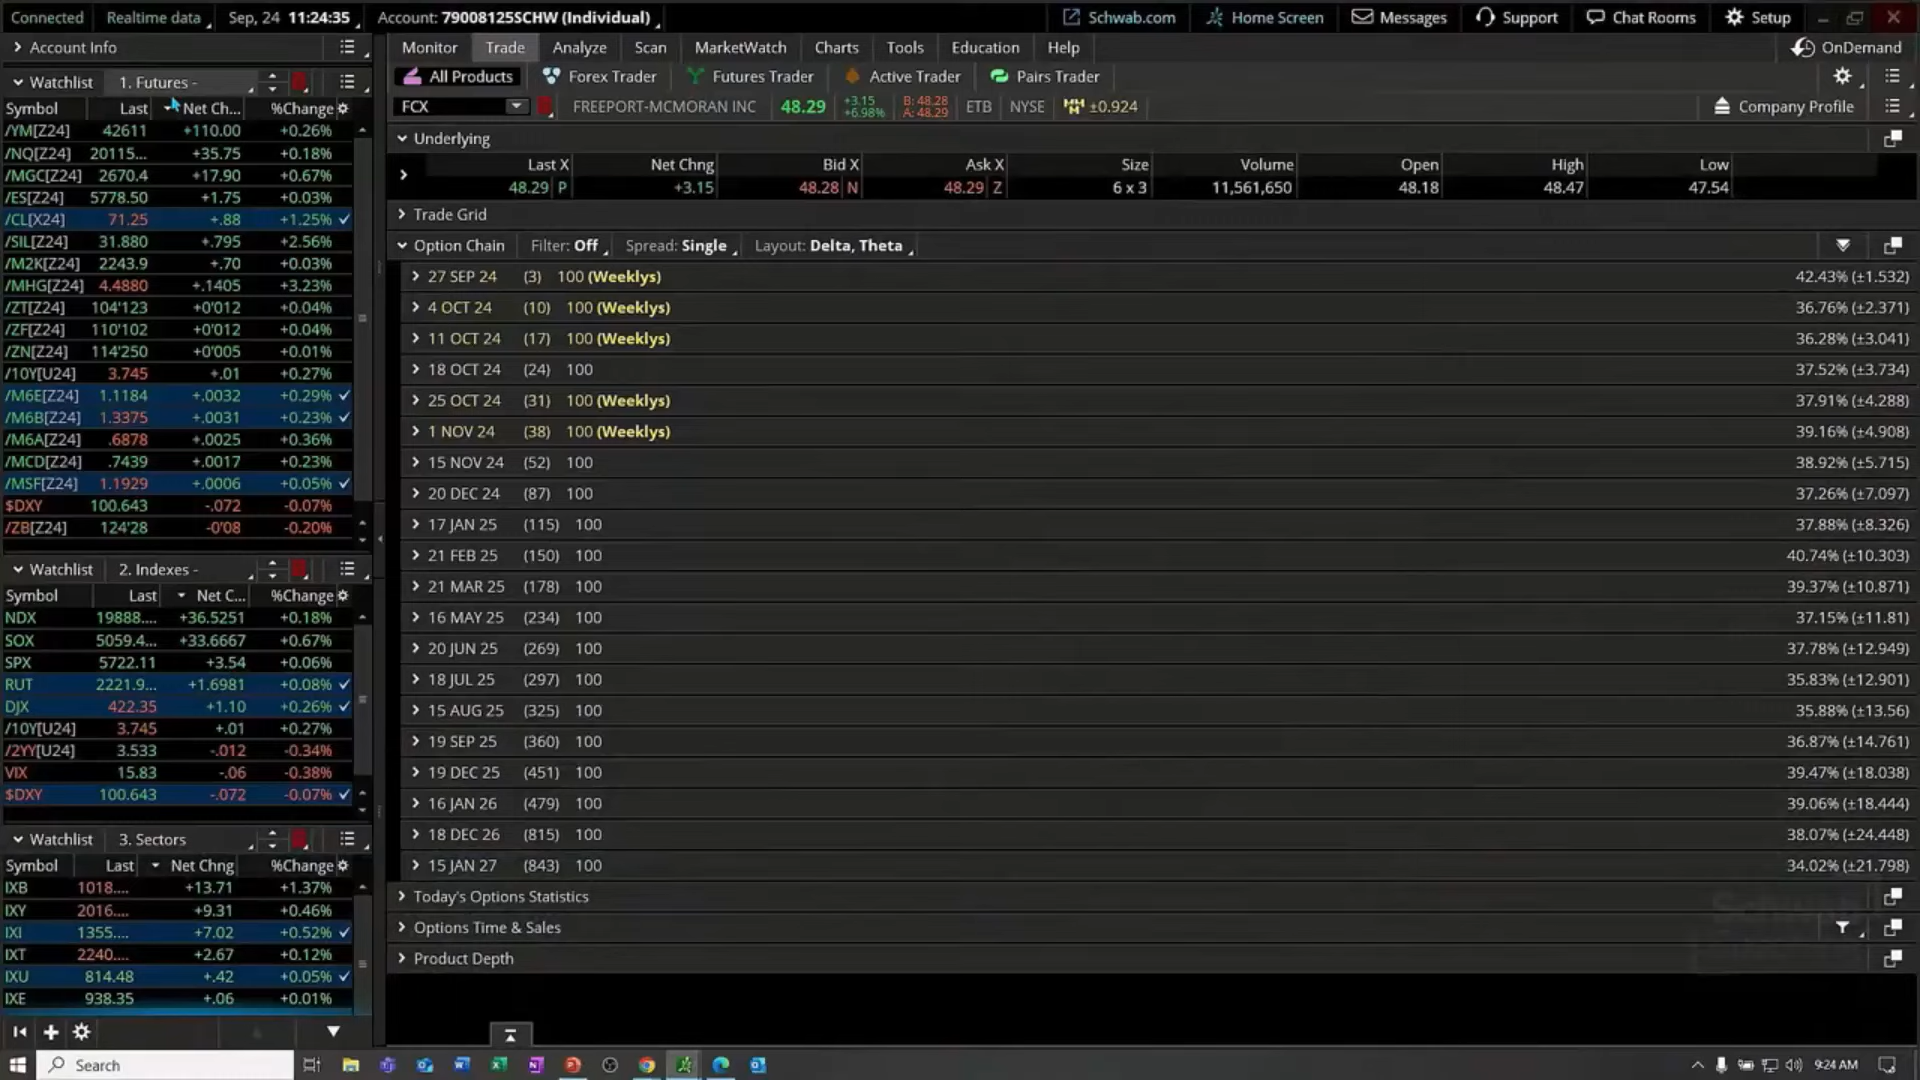 Connected Realtime data Sep, 24 11:24:35 Account: 79008125SCHW (Individual) Schwab.com Home Screen Messages Support Chat Rooms Setup
Account Info
Monitor Trade Analyze Scan MarketWatch Charts Tools Education Help OnDemand
All Products Forex Trader Futures Trader Active Trader Pairs Trader
FCX FREEPORT-MCMORAN INC 48.29 +3.15 +6.98% B: 48.28 A: 48.29 ETB NYSE ±0.924 Company Profile
Watchlist 1. Futures -
Symbol Last Net Ch... %Change
/YM[Z24] 42611 +110.00 +0.26%
/NQ[Z24] 20115... +35.75 +0.18%
/MGC[Z24] 2670.4 +17.90 +0.67%
/ES[Z24] 5778.50 +1.75 +0.03%
/CL[X24] 71.25 +.88 +1.25%
/SIL[Z24] 31.880 +.795 +2.56%
/M2K[Z24] 2243.9 +.70 +0.03%
/MHG[Z24] 4.4880 +.1405 +3.23%
/ZT[Z24] 104'123 +0'012 +0.04%
/ZF[Z24] 110'102 +0'012 +0.04%
/ZN[Z24] 114'250 +0'005 +0.01%
/10Y[U24] 3.745 +.01 +0.27%
/M6E[Z24] 1.1184 +.0032 +0.29%
/M6B[Z24] 1.3375 +.0031 +0.23%
/M6A[Z24] .6878 +.0025 +0.36%
/MCD[Z24] .7439 +.0017 +0.23%
/MSF[Z24] 1.1929 +.0006 +0.05%
$DXY 100.643 -.072 -0.07%
/ZB[Z24] 124'28 -0'08 -0.20%
Watchlist 2. Indexes -
Symbol Last Net C... %Change
NDX 19888.... +36.5251 +0.18%
SOX 5059.4... +33.6667 +0.67%
SPX 5722.11 +3.54 +0.06%
RUT 2221.9... +1.6981 +0.08%
DJX 422.35 +1.10 +0.26%
/10Y[U24] 3.745 +.01 +0.27%
/2YY[U24] 3.533 -.012 -0.34%
VIX 15.83 -.06 -0.38%
$DXY 100.643 -.072 -0.07%
Watchlist 3. Sectors
Symbol Last Net Chng %Change
IXB 1018.... +13.71 +1.37%
IXY 2016.... +9.31 +0.46%
IXI 1355.... +7.02 +0.52%
IXT 2240.... +2.67 +0.12%
IXU 814.48 +.42 +0.05%
IXE 938.35 +.06 +0.01%
Underlying
Last X Net Chng Bid X Ask X Size Volume Open High Low
48.29 P +3.15 48.28 N 48.29 Z 6 x 3 11,561,650 48.18 48.47 47.54
Trade Grid
Option Chain Filter: Off Spread: Single Layout: Delta, Theta
27 SEP 24 (3) 100 (Weeklys) 42.43% (±1.532)
4 OCT 24 (10) 100 (Weeklys) 36.76% (±2.371)
11 OCT 24 (17) 100 (Weeklys) 36.28% (±3.041)
18 OCT 24 (24) 100 37.52% (±3.734)
25 OCT 24 (31) 100 (Weeklys) 37.91% (±4.288)
1 NOV 24 (38) 100 (Weeklys) 39.16% (±4.908)
15 NOV 24 (52) 100 38.92% (±5.715)
20 DEC 24 (87) 100 37.26% (±7.097)
17 JAN 25 (115) 100 37.88% (±8.326)
21 FEB 25 (150) 100 40.74% (±10.303)
21 MAR 25 (178) 100 39.37% (±10.871)
16 MAY 25 (234) 100 37.15% (±11.81)
20 JUN 25 (269) 100 37.78% (±12.949)
18 JUL 25 (297) 100 35.83% (±12.901)
15 AUG 25 (325) 100 35.88% (±13.56)
19 SEP 25 (360) 100 36.87% (±14.761)
19 DEC 25 (451) 100 39.47% (±18.038)
16 JAN 26 (479) 100 39.06% (±18.444)
18 DEC 26 (815) 100 38.07% (±24.448)
15 JAN 27 (843) 100 34.02% (±21.798)
Today's Options Statistics
Options Time & Sales
Product Depth
Search 9:24 AM